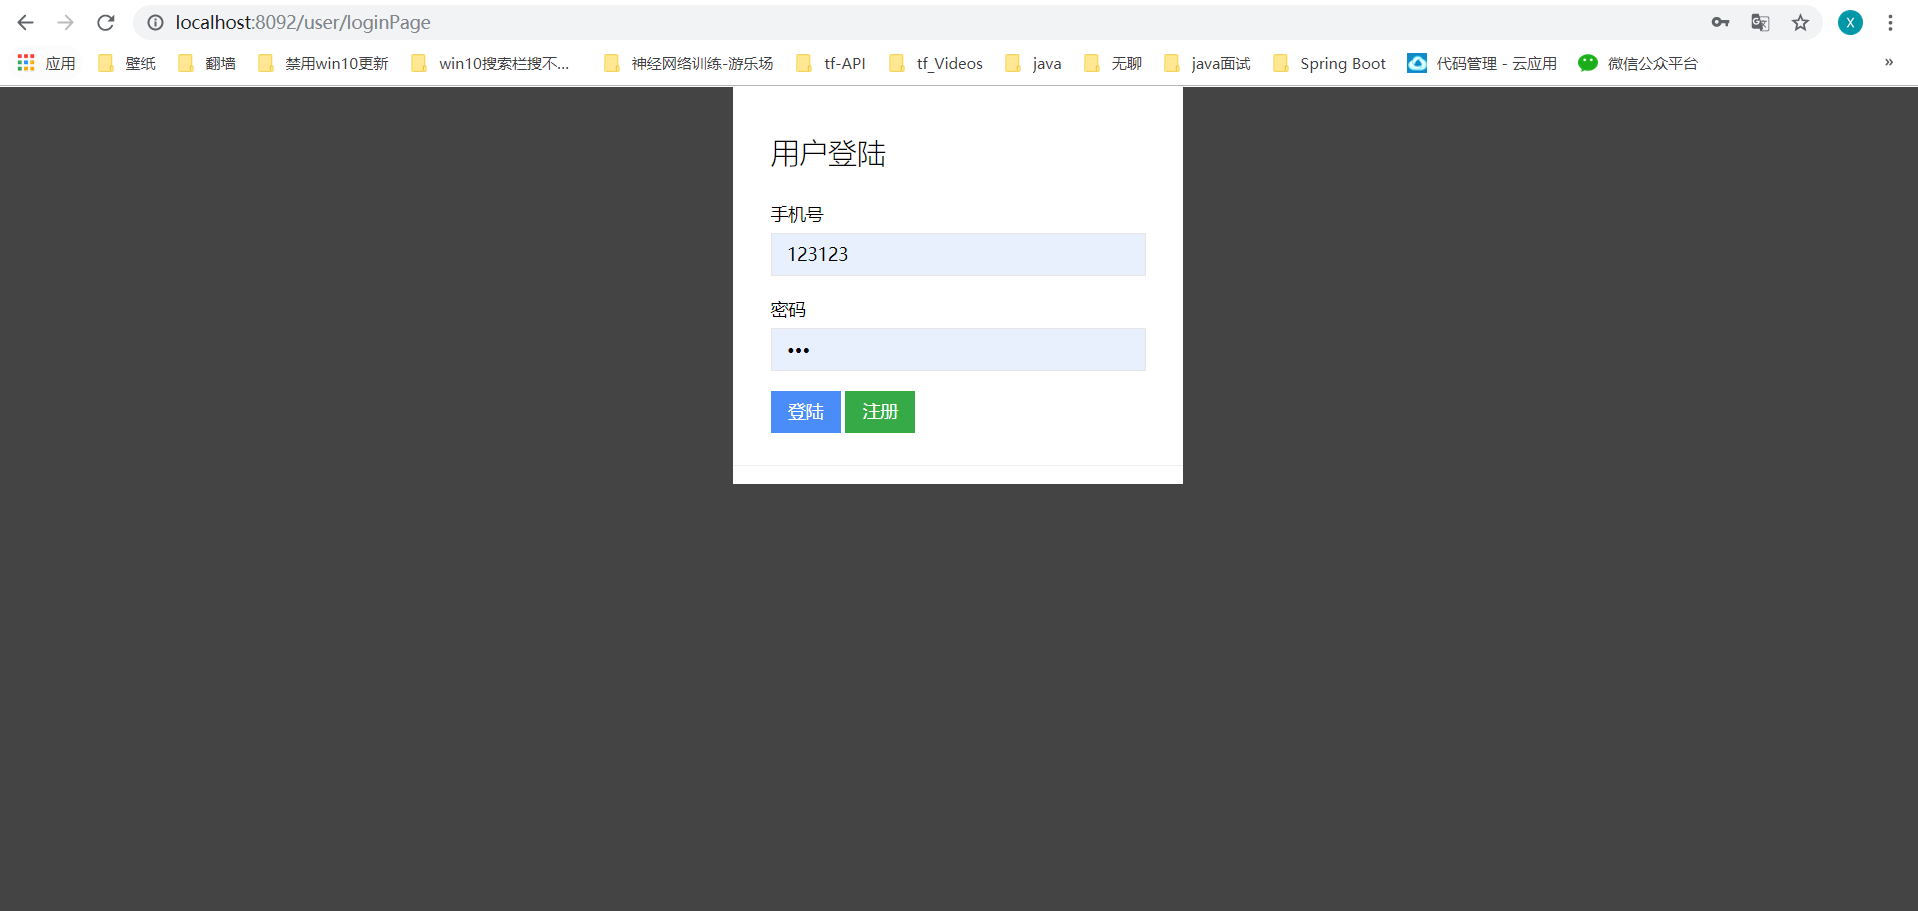 localhost:8092/user/loginPage
X
应用 壁纸 翻墙 禁用win10更新 win10搜索栏搜不... 神经网络训练-游乐场 tf-API tf_Videos java 无聊 java面试 Spring Boot 代码管理 - 云应用 微信公众平台 »
用户登陆
手机号
123123
密码
•••
登陆 注册